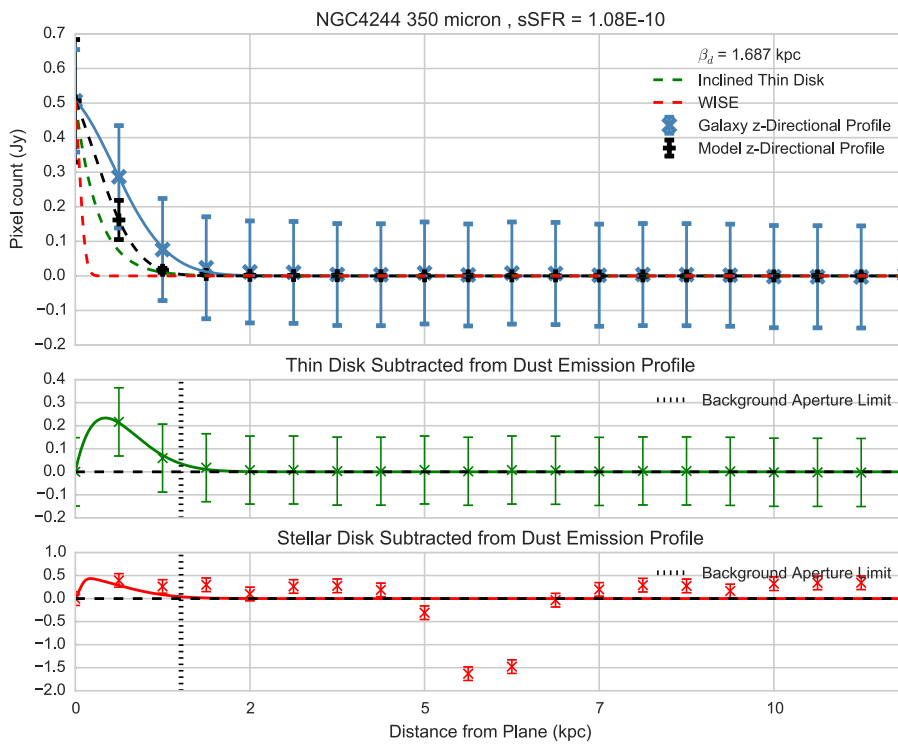 NGC4244 350 micron , sSFR = 1.08E-10
0.7
0.6
0.5
0.4
0.3
0.2
0.1
0.0
−0.1
−0.2
Pixel count (Jy)
β_d = 1.687 kpc
Inclined Thin Disk
WISE
Galaxy z-Directional Profile
Model z-Directional Profile
Thin Disk Subtracted from Dust Emission Profile
0.4
0.3
0.2
0.1
0.0
−0.1
−0.2
Background Aperture Limit
Stellar Disk Subtracted from Dust Emission Profile
1.0
0.5
0.0
−0.5
−1.0
−1.5
−2.0
Background Aperture Limit
0 2 5 7 10
Distance from Plane (kpc)